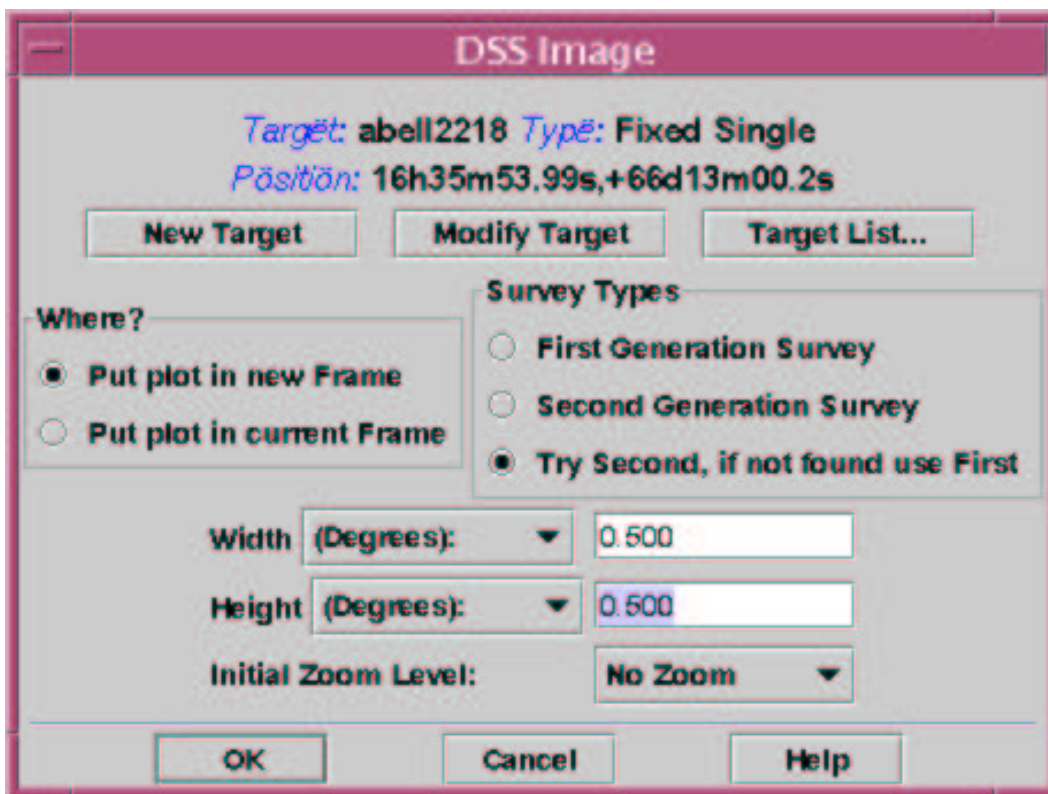 DSS Image
Target: abell2218 Type: Fixed Single
Position: 16h35m53.99s,+66d13m00.2s
New Target Modify Target Target List...
Where?
Put plot in new Frame
Put plot in current Frame
Survey Types
First Generation Survey
Second Generation Survey
Try Second, if not found use First
Width (Degrees): 0.500
Height (Degrees): 0.500
Initial Zoom Level: No Zoom
OK Cancel Help